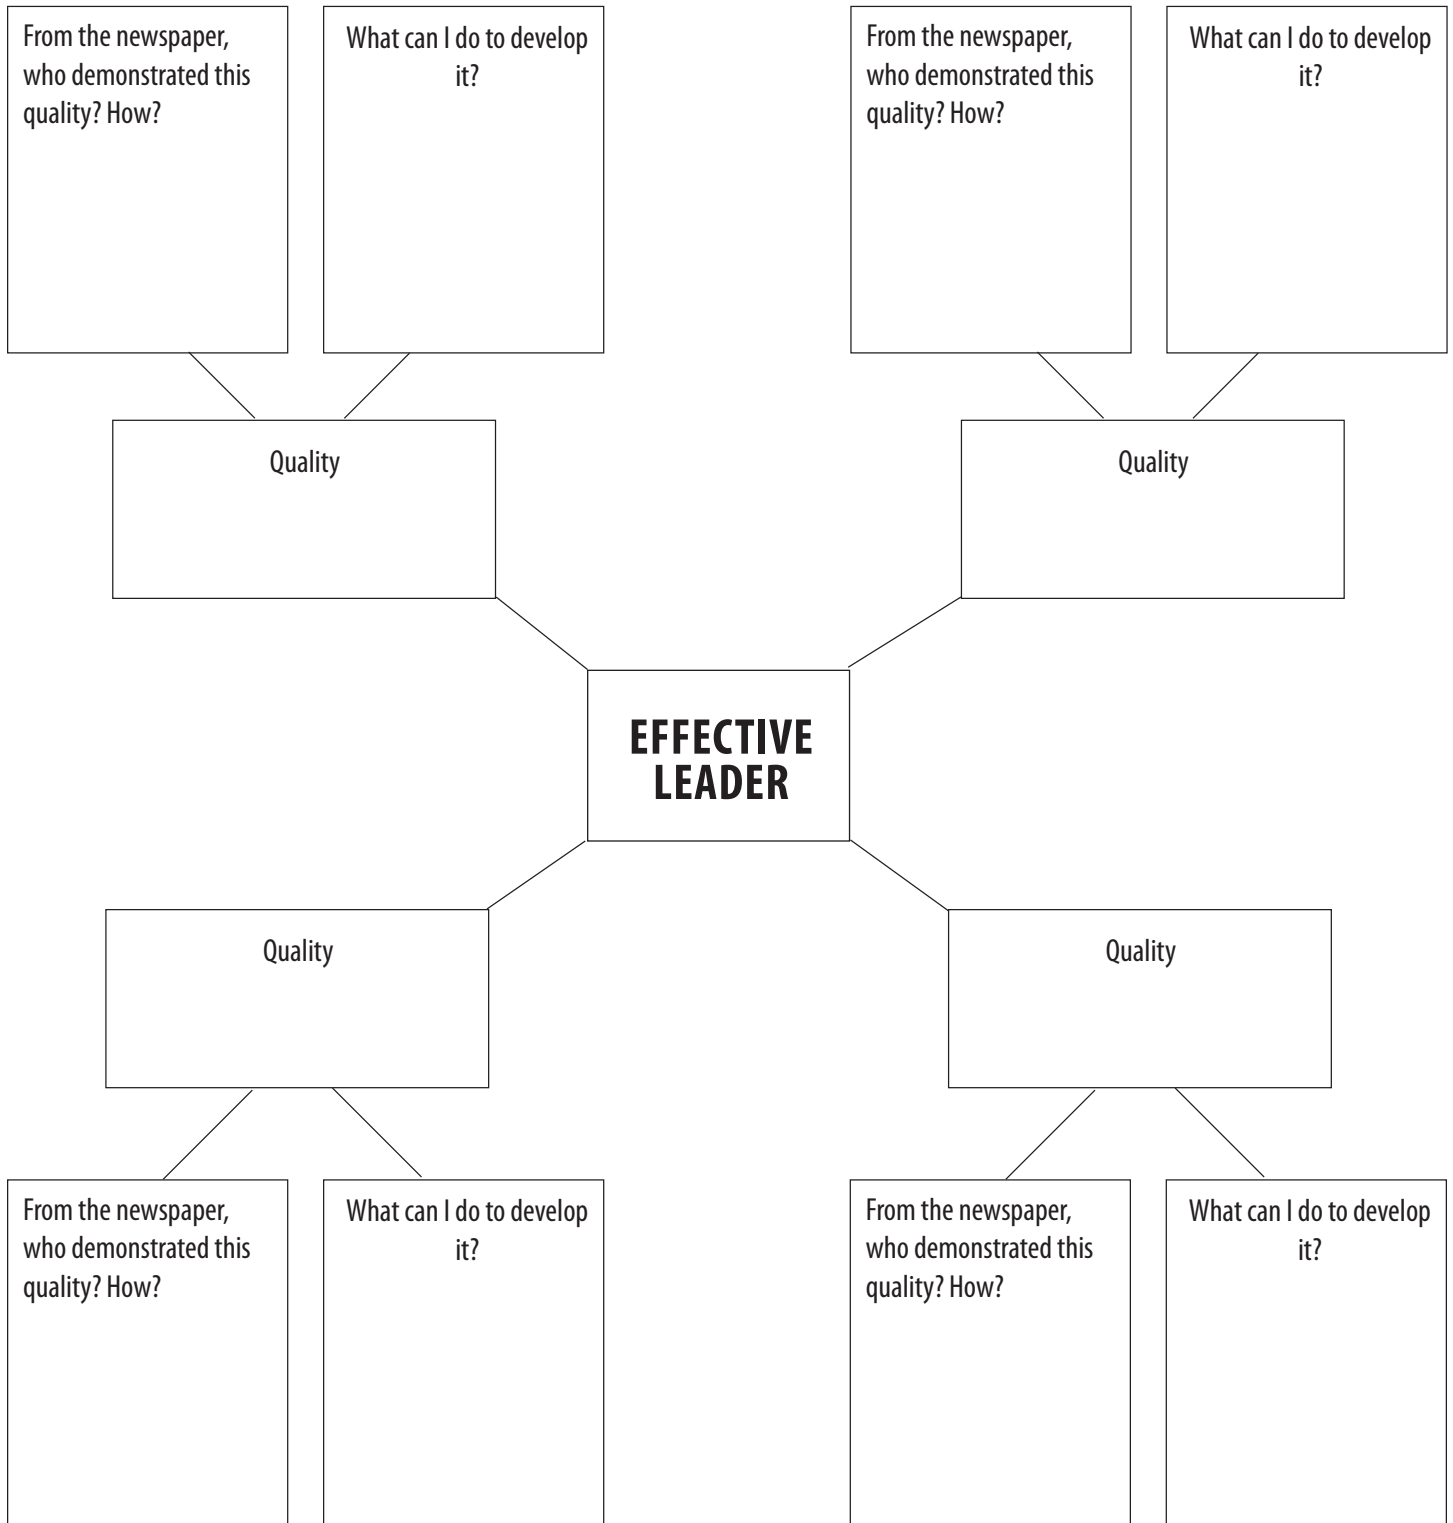 From the newspaper,
who demonstrated this
quality? How?
What can I do to develop
it?
From the newspaper,
who demonstrated this
quality? How?
What can I do to develop
it?
Quality
Quality
EFFECTIVE
LEADER
Quality
Quality
From the newspaper,
who demonstrated this
quality? How?
What can I do to develop
it?
From the newspaper,
who demonstrated this
quality? How?
What can I do to develop
it?